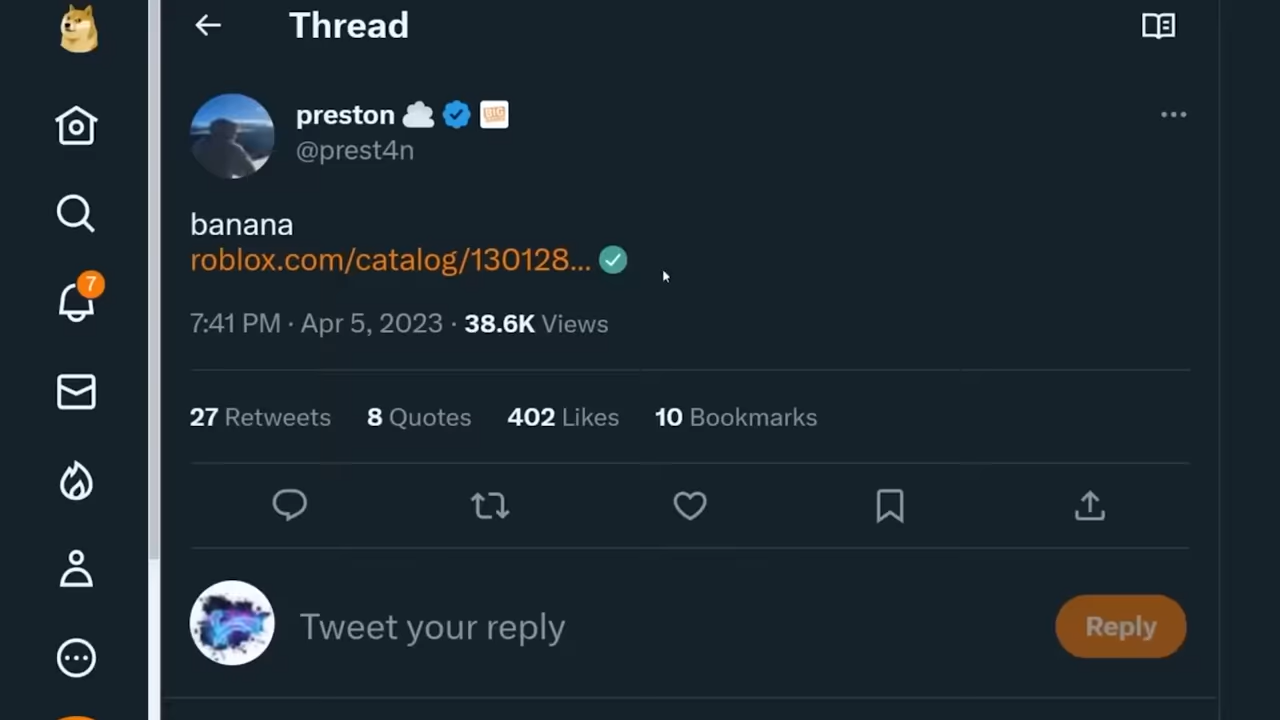 Thread
preston
BIG
@prest4n
7
banana
roblox.com/catalog/130128...
7:41 PM · Apr 5, 2023 · 38.6K Views
27 Retweets 8 Quotes 402 Likes 10 Bookmarks
Tweet your reply
Reply